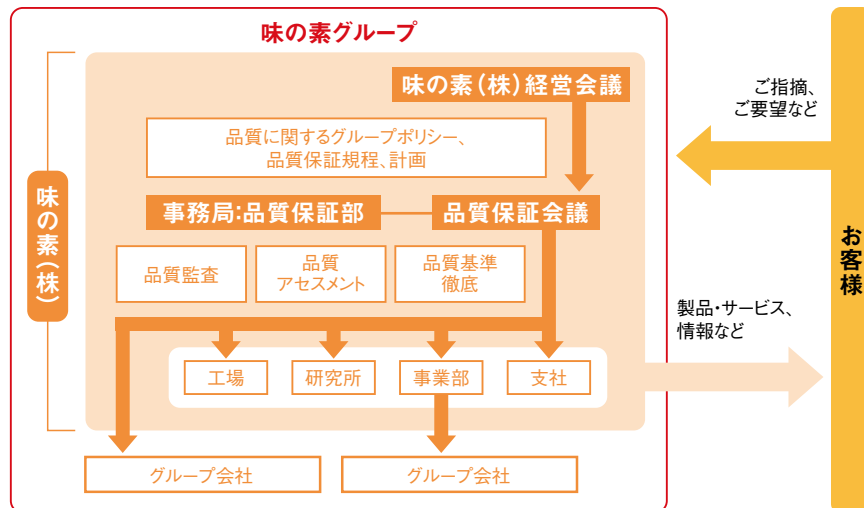 味の素グループ
味の素(株)経営会議
ご指摘、
ご要望など
品質に関するグループポリシー、
品質保証規程、計画
味の素(株)
事務局:品質保証部
品質保証会議
お客様
品質監査
品質
アセスメント
品質基準
徹底
製品・サービス、
情報など
工場
研究所
事業部
支社
グループ会社
グループ会社